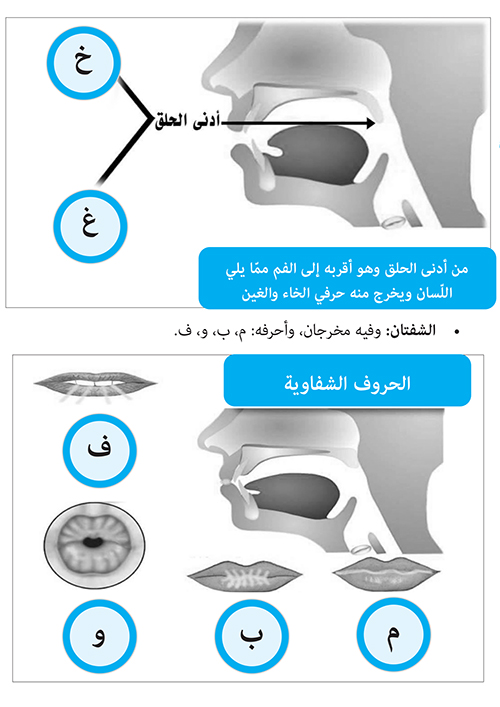 خ
أدنى الحلق
غ
من أدنى الحلق وهو أقربه إلى الفم ممّا يلي
اللّسان ويخرج منه حرفي الخاء والغين
• الشفتان: وفيه مخرجان، وأحرفه: م، ب، و، ف.
الحروف الشفاوية
ف
م
ب
و